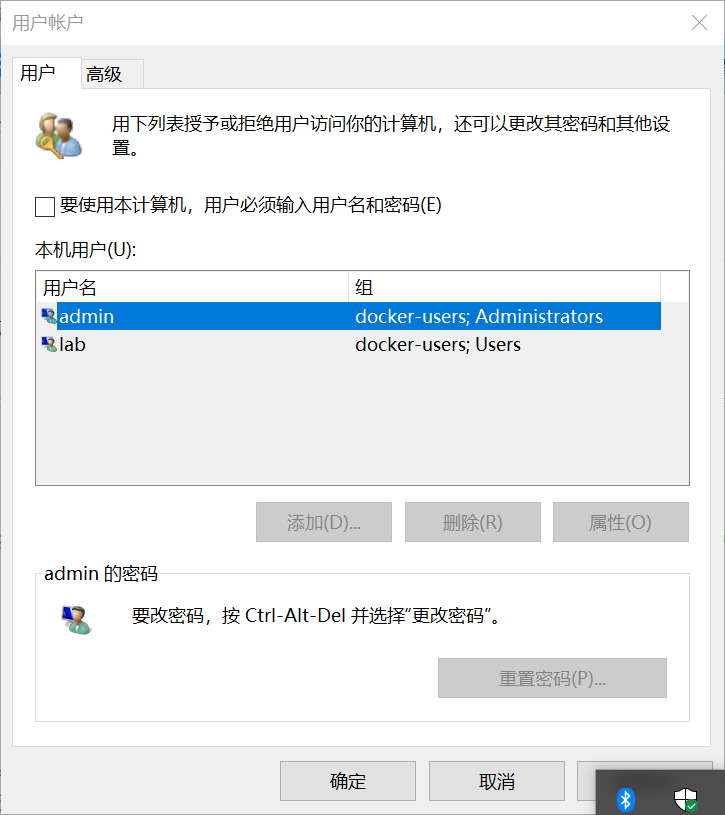 用户帐户
用户
高级
用下列表授予或拒绝用户访问你的计算机，还可以更改其密码和其他设
置。
要使用本计算机，用户必须输入用户名和密码(E)
本机用户(U):
用户名 组
admin docker-users; Administrators
lab docker-users; Users
添加(D)... 删除(R) 属性(O)
admin 的密码
要改密码，按 Ctrl-Alt-Del 并选择“更改密码”。
重置密码(P)...
确定 取消